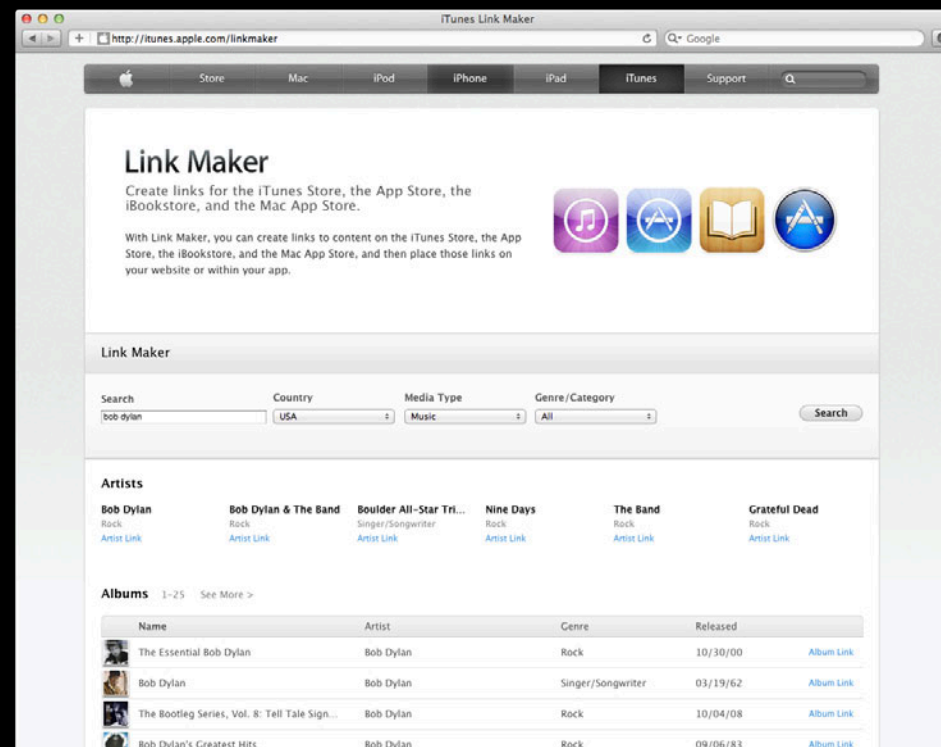 iTunes Link Maker
http://itunes.apple.com/linkmaker
Google
Store Mac iPod iPhone iPad iTunes Support
Link Maker
Create links for the iTunes Store, the App Store, the
iBookstore, and the Mac App Store.
With Link Maker, you can create links to content on the iTunes Store, the App
Store, the iBookstore, and the Mac App Store, and then place those links on
your website or within your app.
Link Maker
Search Country Media Type Genre/Category
bob dylan USA Music All Search
Artists
Bob Dylan Bob Dylan & The Band Boulder All-Star Tri... Nine Days The Band Grateful Dead
Rock Rock Singer/Songwriter Rock Rock Rock
Artist Link Artist Link Artist Link Artist Link Artist Link Artist Link
Albums 1-25 See More >
Name Artist Genre Released
The Essential Bob Dylan Bob Dylan Rock 10/30/00 Album Link
Bob Dylan Bob Dylan Singer/Songwriter 03/19/62 Album Link
The Bootleg Series, Vol. 8: Tell Tale Sign... Bob Dylan Rock 10/04/08 Album Link
Bob Dylan's Greatest Hits Bob Dylan Rock 09/06/83 Album Link